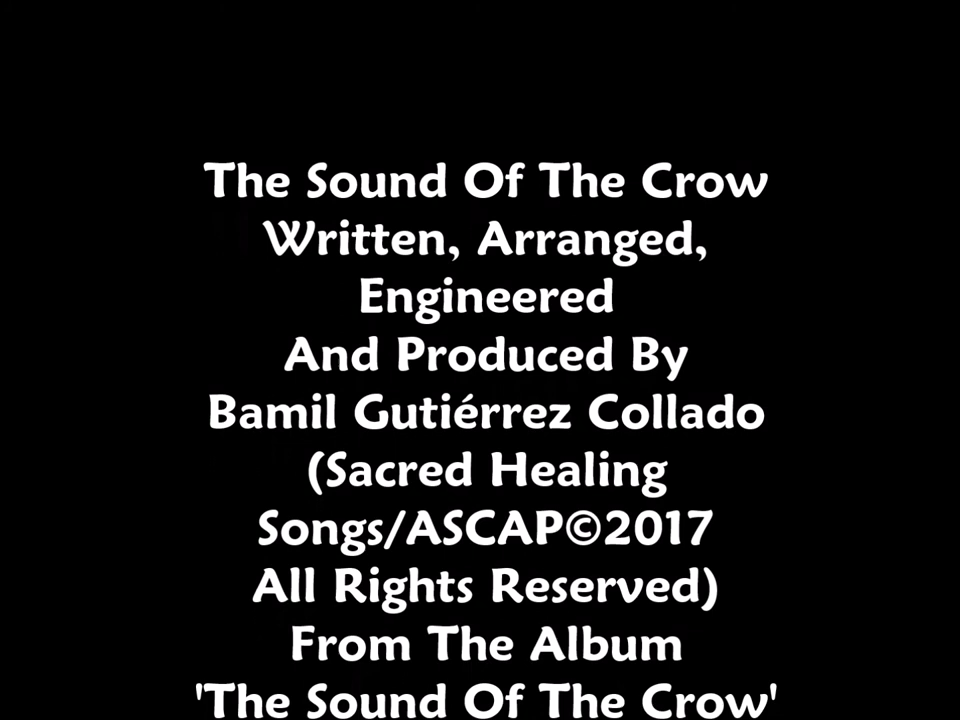 The Sound Of The Crow
Written, Arranged,
Engineered
And Produced By
Bamil Gutiérrez Collado
(Sacred Healing
Songs/ASCAP©2017
All Rights Reserved)
From The Album
'The Sound Of The Crow'